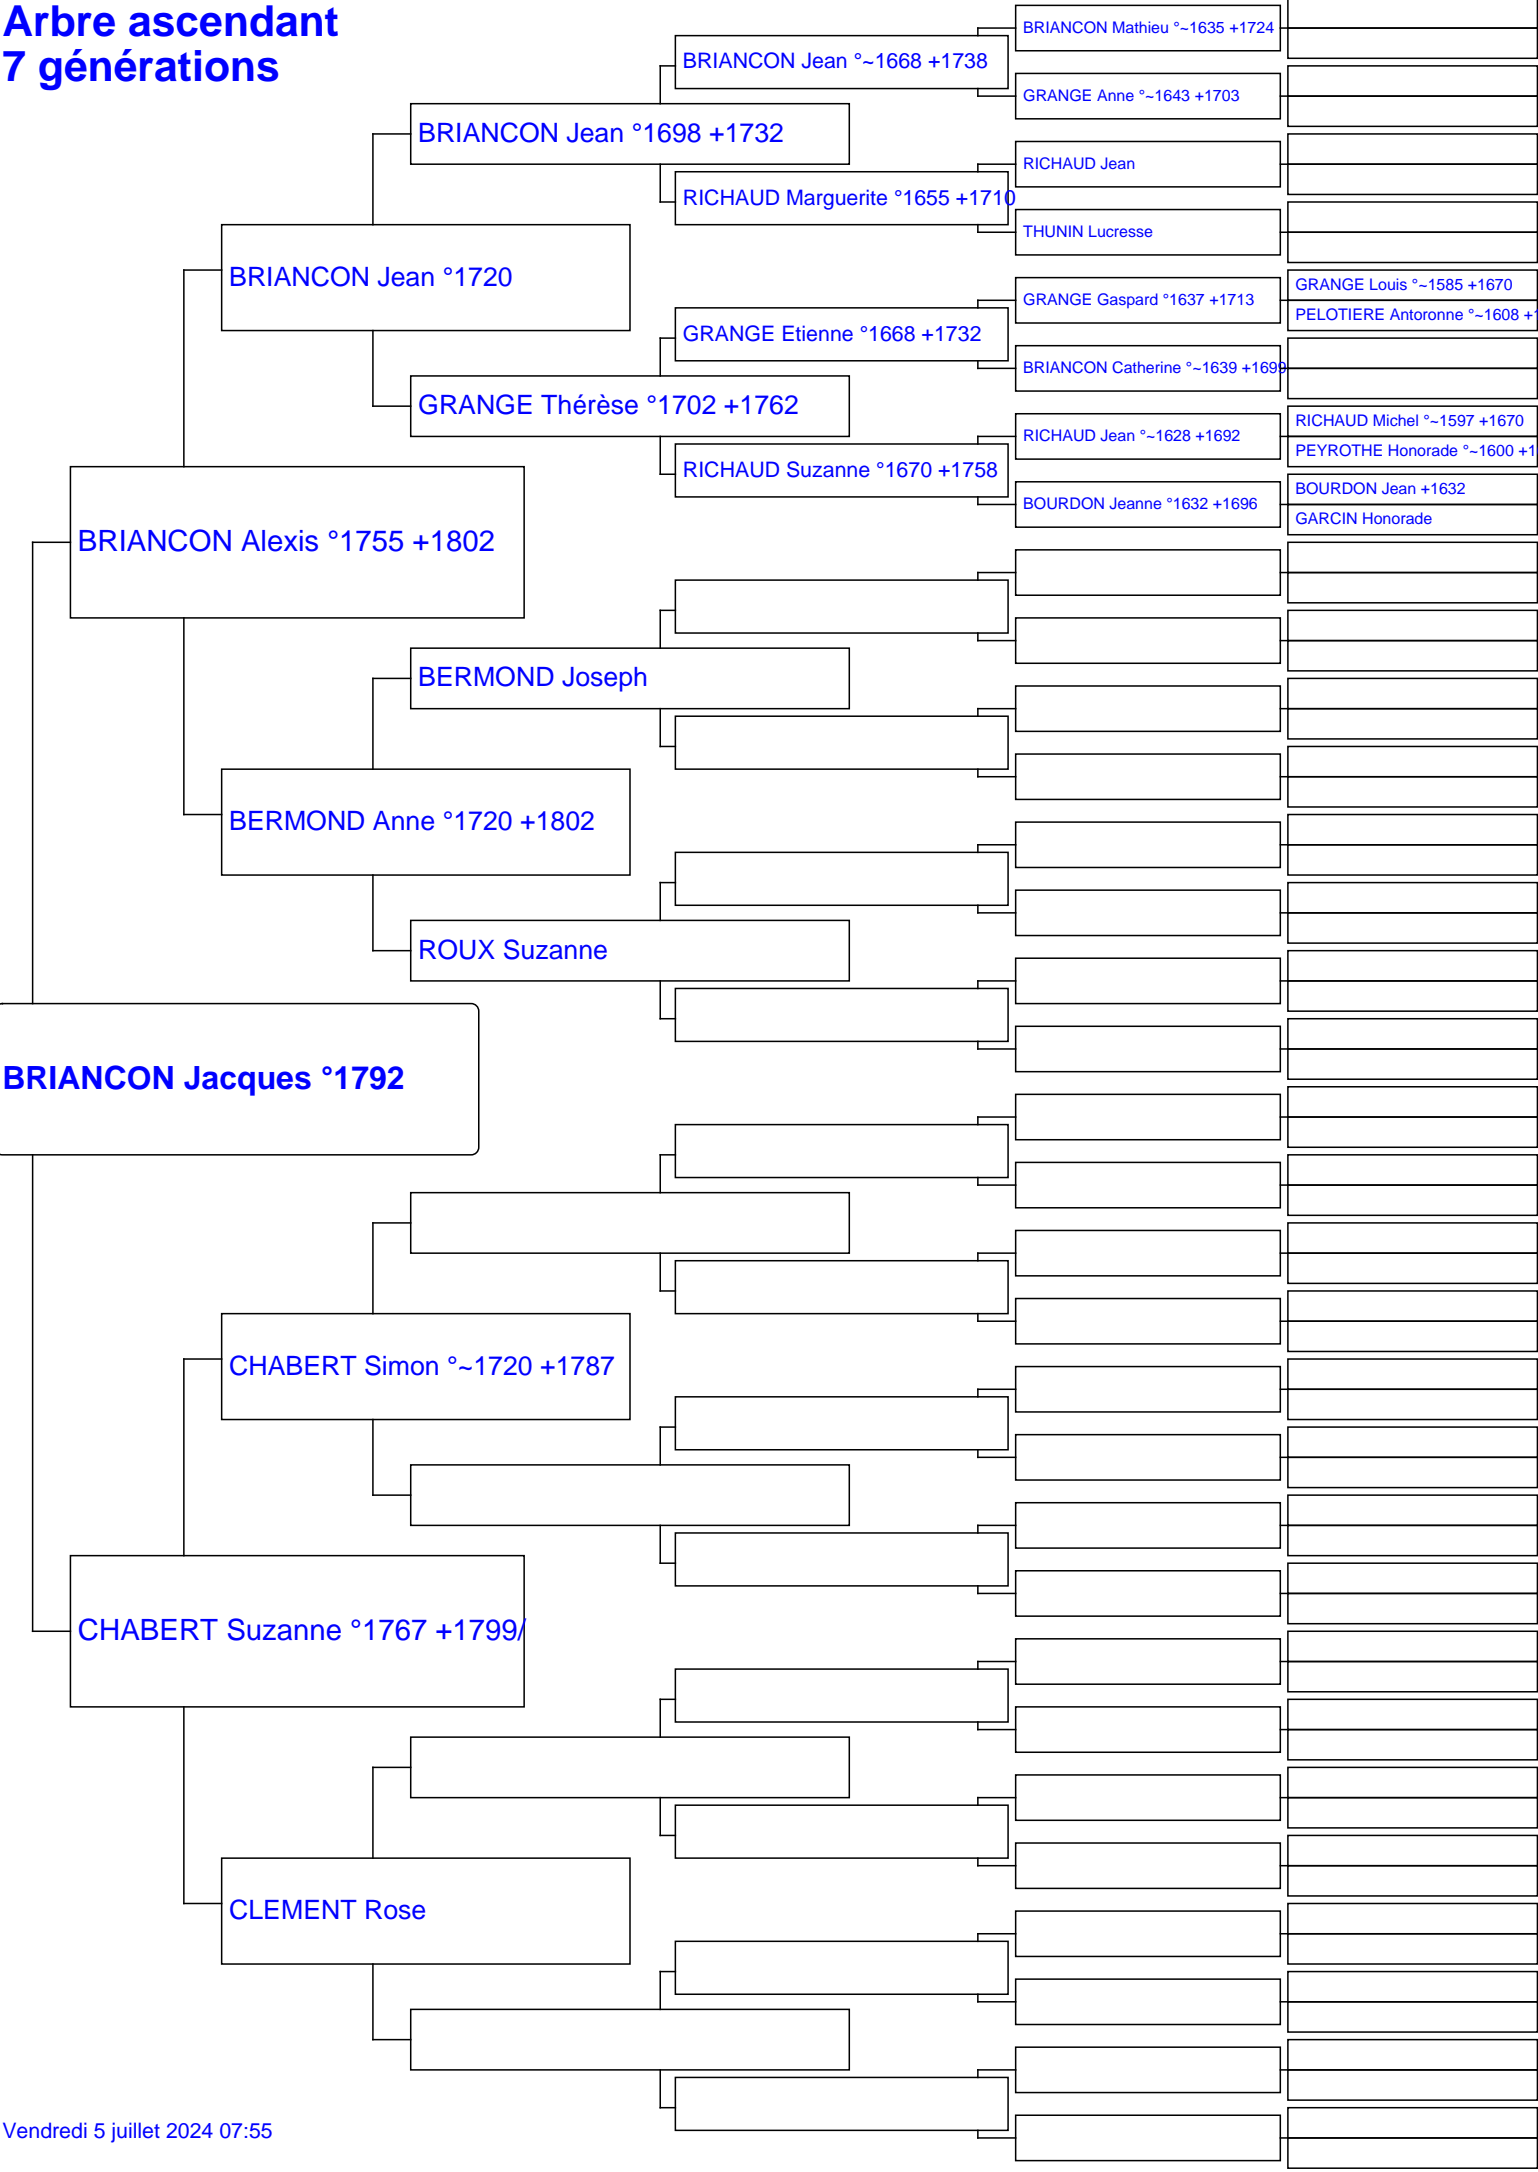 Arbre ascendant
7 générations
BRIANCON Mathieu °~1635 +1724
BRIANCON Jean °~1668 +1738
GRANGE Anne °~1643 +1703
BRIANCON Jean °1698 +1732
RICHAUD Jean
RICHAUD Marguerite °1655 +1710
THUNIN Lucresse
BRIANCON Jean °1720
GRANGE Louis °~1585 +1670
GRANGE Gaspard °1637 +1713
PELOTIERE Antoronne °~1608 +
GRANGE Etienne °1668 +1732
BRIANCON Catherine °~1639 +1699
GRANGE Thérèse °1702 +1762
RICHAUD Michel °~1597 +1670
RICHAUD Jean °~1628 +1692
PEYROTHE Honorade °~1600 +1
RICHAUD Suzanne °1670 +1758
BOURDON Jean +1632
BOURDON Jeanne °1632 +1696
GARCIN Honorade
BRIANCON Alexis °1755 +1802
BERMOND Joseph
BERMOND Anne °1720 +1802
ROUX Suzanne
BRIANCON Jacques °1792
CHABERT Simon °~1720 +1787
CHABERT Suzanne °1767 +1799/
CLEMENT Rose
Vendredi 5 juillet 2024 07:55